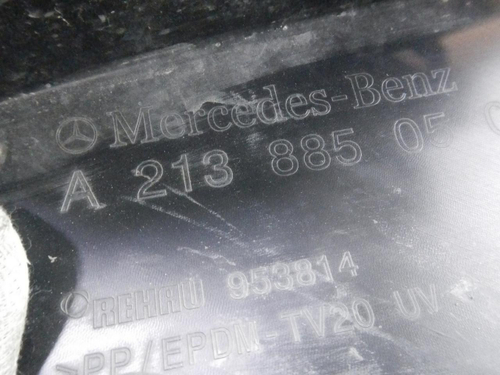 Mercedes-Benz
A 213 885 05
REHAU 953814
>PP/EPDM-TV20 UV<